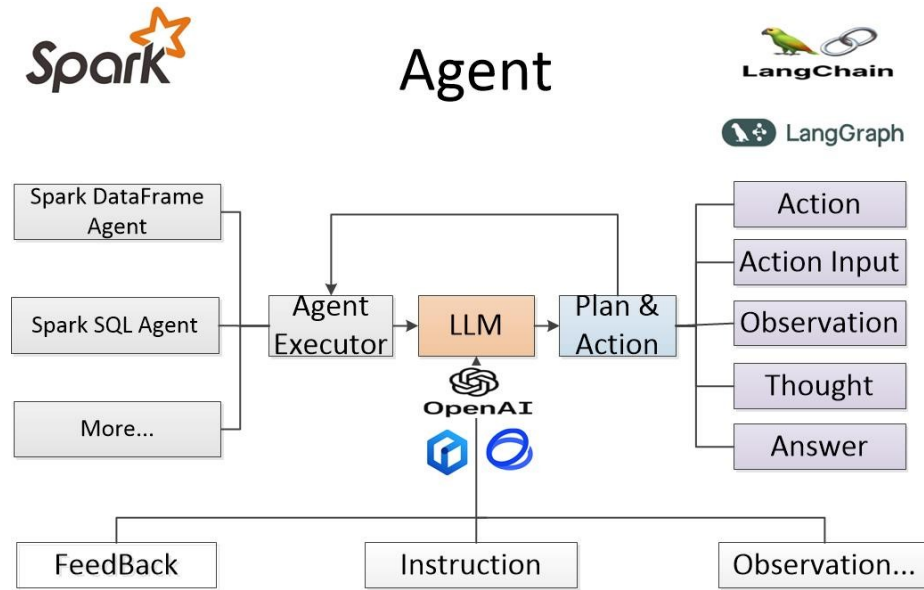 Spark
Agent
LangChain
LangGraph
Spark DataFrame
Agent
Spark SQL Agent
More...
Agent
Executor
LLM
Plan &
Action
Action
Action Input
Observation
Thought
Answer
OpenAI
FeedBack
Instruction
Observation...